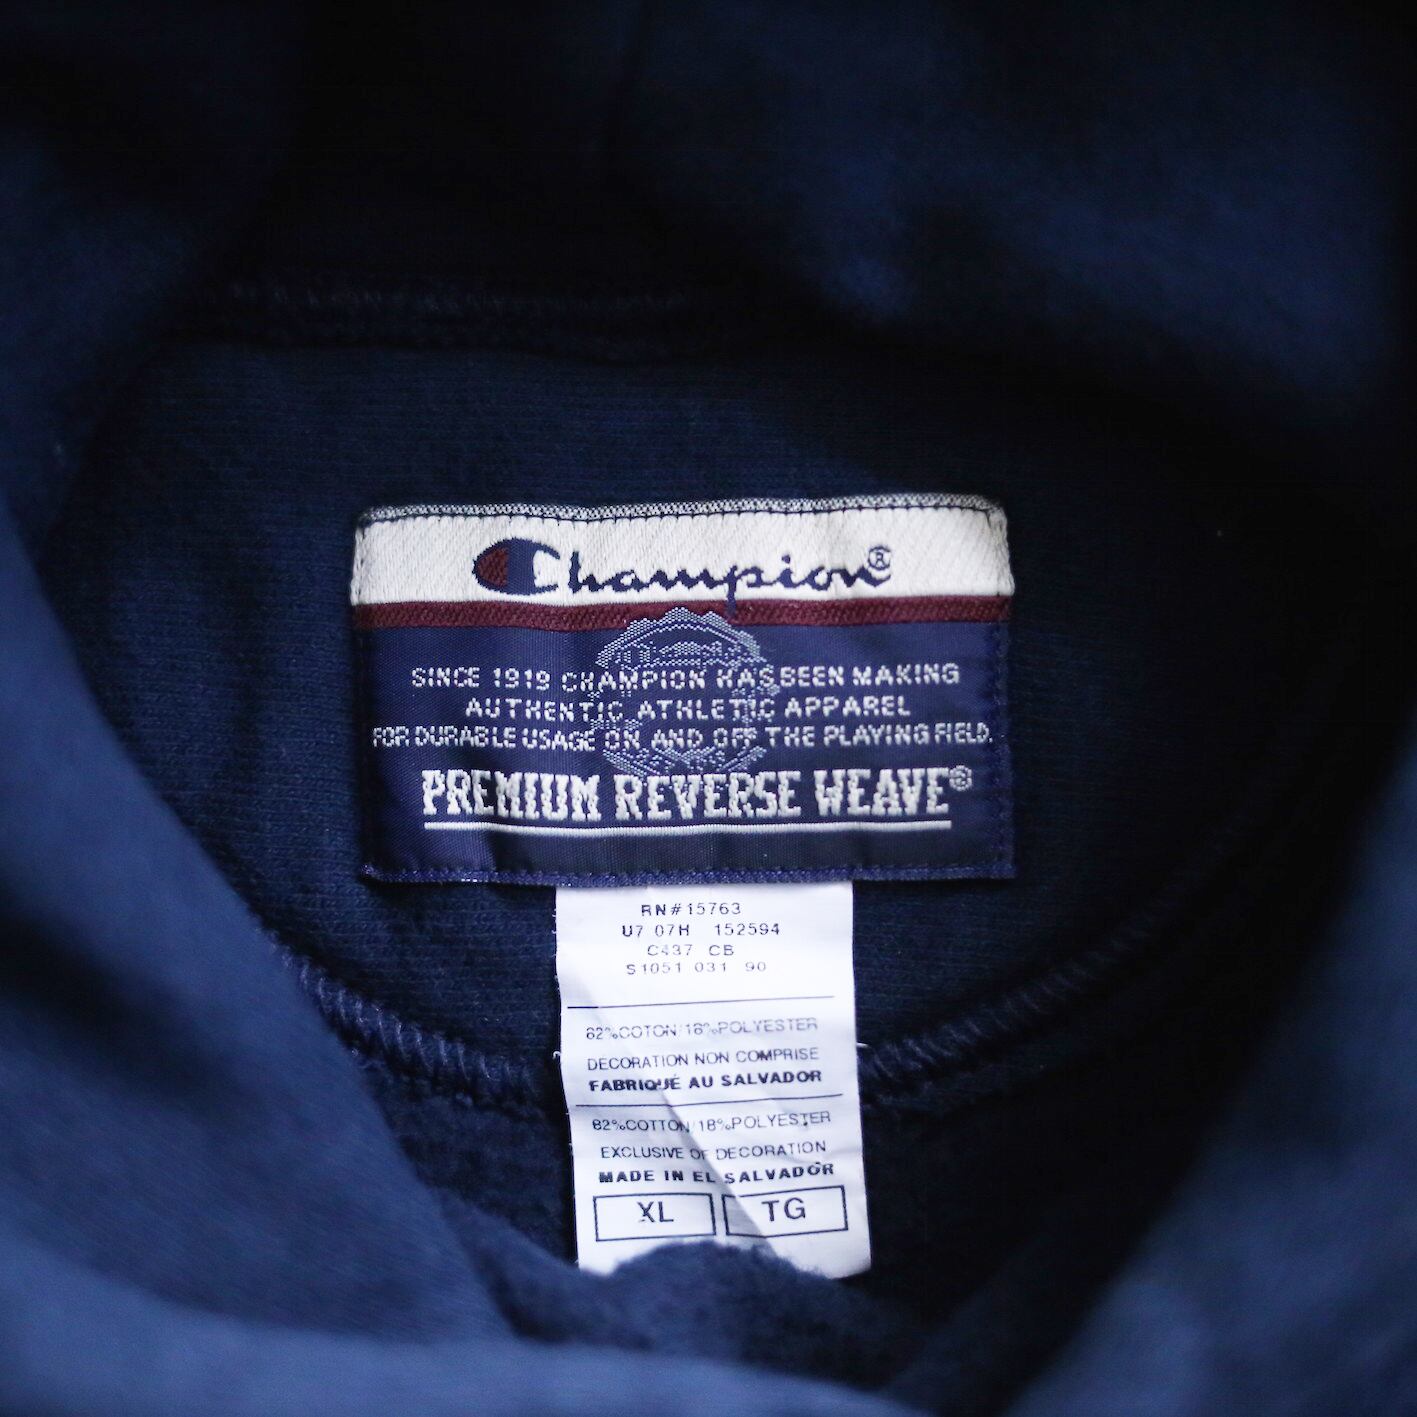 Champion®
SINCE 1919 CHAMPION HAS BEEN MAKING
AUTHENTIC ATHLETIC APPAREL
FOR DURABLE USAGE ON AND OFF THE PLAYING FIELD.
PREMIUM REVERSE WEAVE®
RN#15763
U7 07H 152594
C437 CB
S1051 031 90
82%COTON/18%POLYESTER
DECORATION NON COMPRISE
FABRIQUÉ AU SALVADOR
82%COTTON/18%POLYESTER
EXCLUSIVE OF DECORATION
MADE IN EL SALVADOR
XL TG